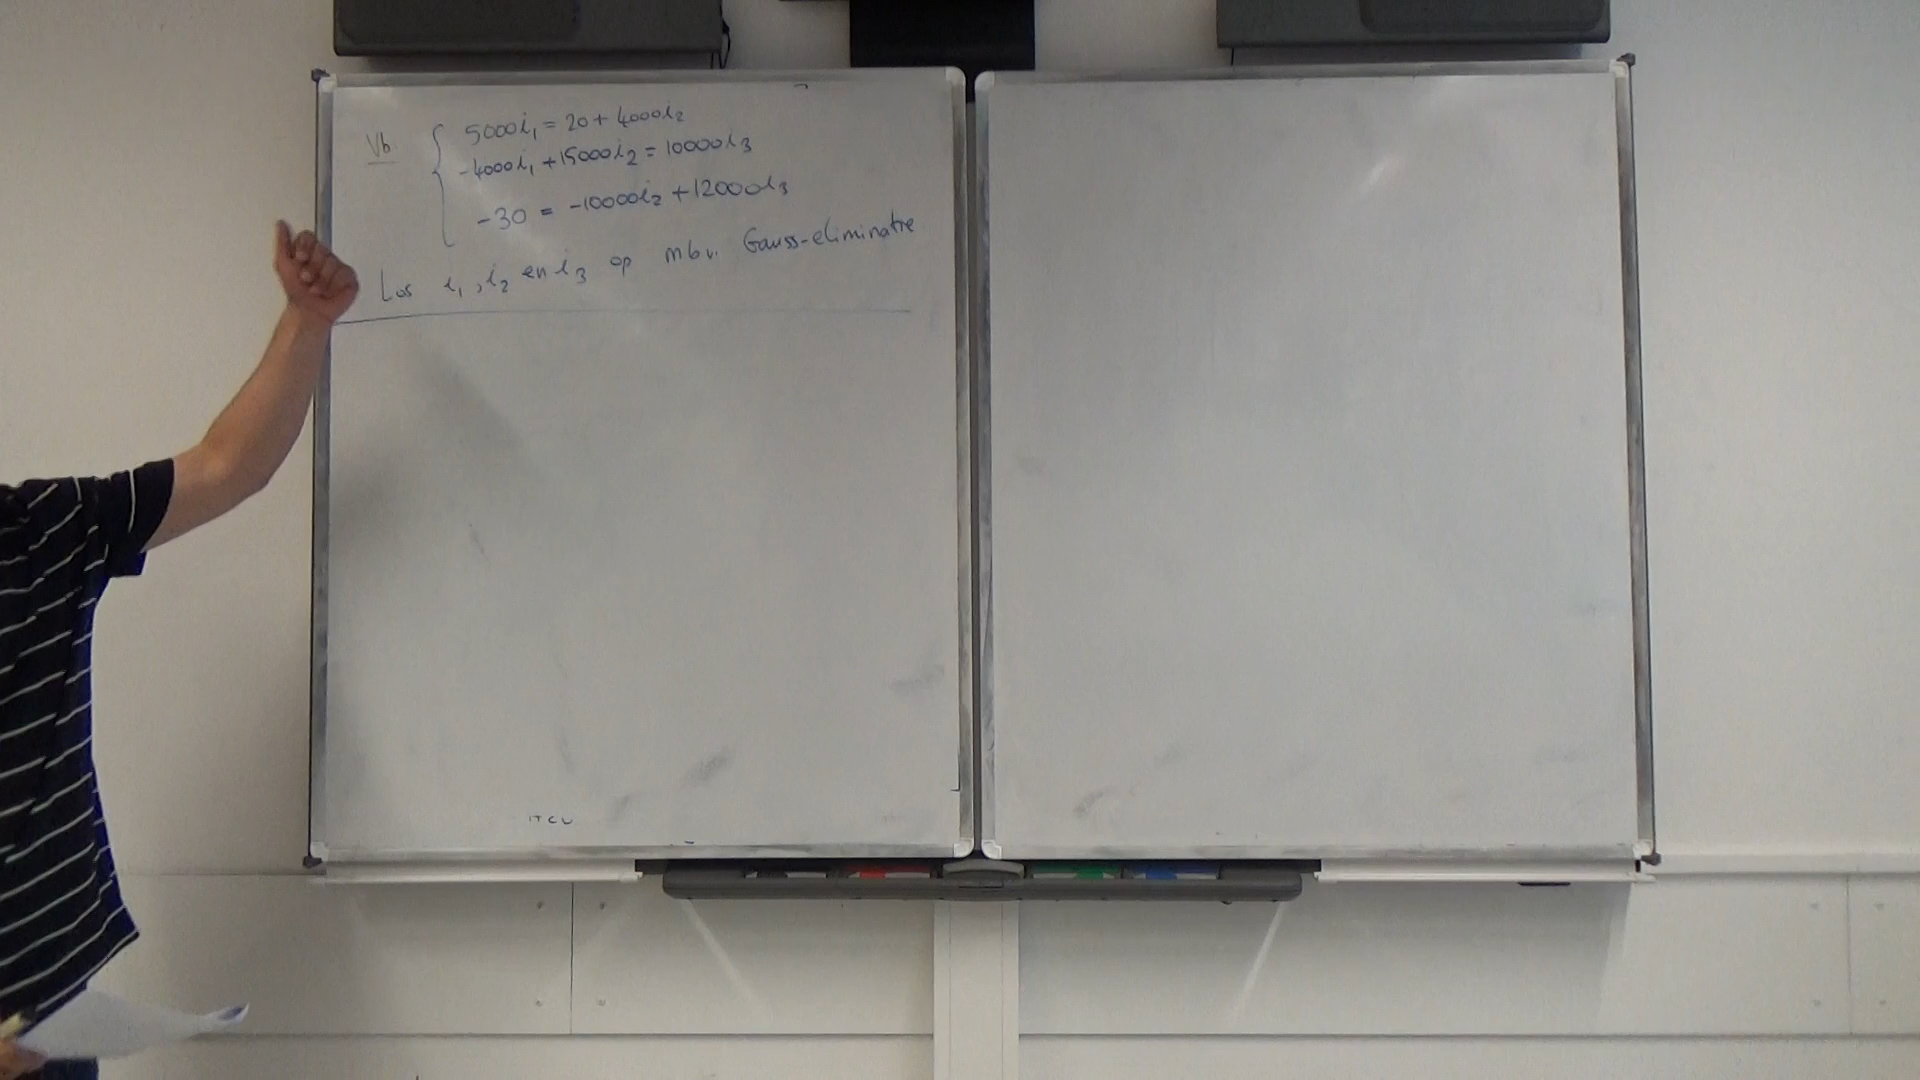 Vb
5000i₁ = 20 + 4000i₂
-4000i₁ + 15000i₂ = 10000i₃
-30 = -10000i₂ + 12000i₃
Los i₁, i₂ en i₃ op mbv. Gauss-eliminatie